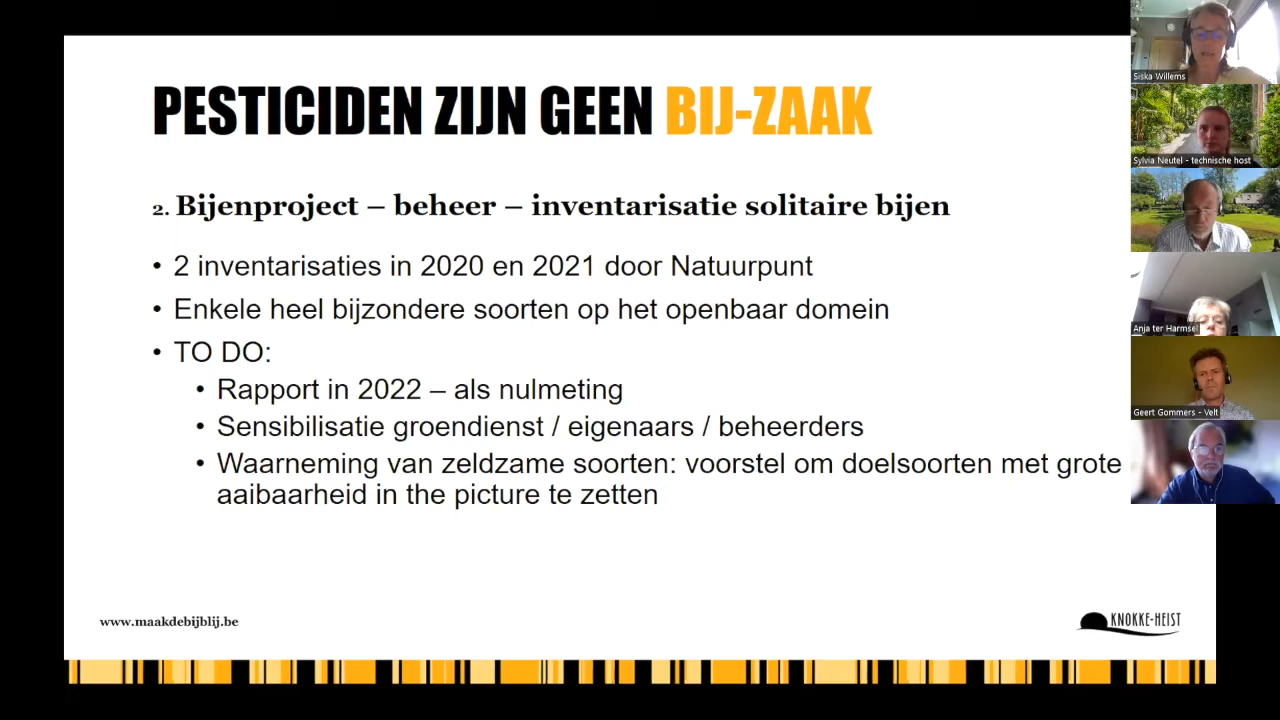 PESTICIDEN ZIJN GEEN BIJ-ZAAK
2. Bijenproject – beheer – inventarisatie solitaire bijen
• 2 inventarisaties in 2020 en 2021 door Natuurpunt
• Enkele heel bijzondere soorten op het openbaar domein
• TO DO:
• Rapport in 2022 – als nulmeting
• Sensibilisatie groendienst / eigenaars / beheerders
• Waarneming van zeldzame soorten: voorstel om doelsoorten met grote
aaibaarheid in the picture te zetten
www.maakdebijblij.be
KNOKKE-HEIST
Siska Willems
Sylvia Neutel - technische host
Anja ter Harmsel
Geert Gommers - Velt